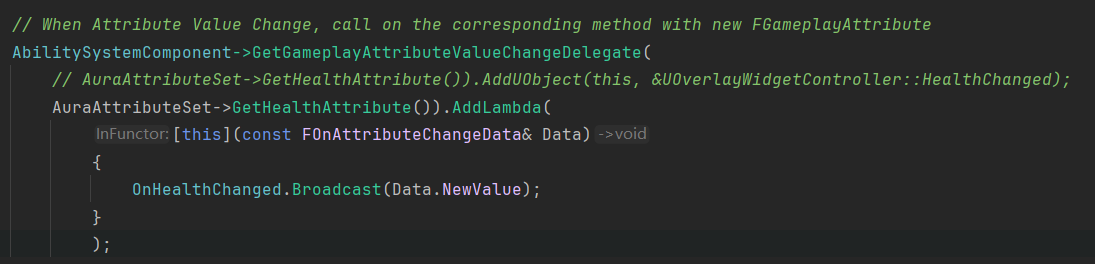 // When Attribute Value Change, call on the corresponding method with new FGameplayAttribute
AbilitySystemComponent->GetGameplayAttributeValueChangeDelegate(
// AuraAttributeSet->GetHealthAttribute()).AddUObject(this, &UOverlayWidgetController::HealthChanged);
AuraAttributeSet->GetHealthAttribute()).AddLambda(
InFunctor: [this](const FOnAttributeChangeData& Data) ->void
{
OnHealthChanged.Broadcast(Data.NewValue);
}
);